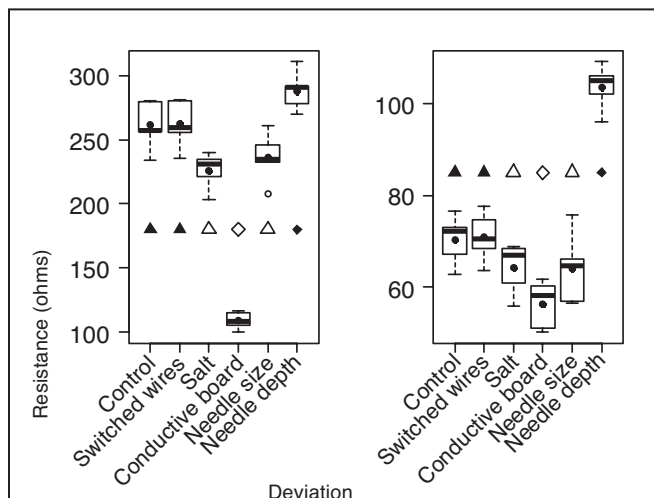 Resistance (ohms)
300
250
200
150
100
Control
Switched wires
Salt
Conductive board
Needle size
Needle depth
100
80
60
Control
Switched wires
Salt
Conductive board
Needle size
Needle depth
Deviation